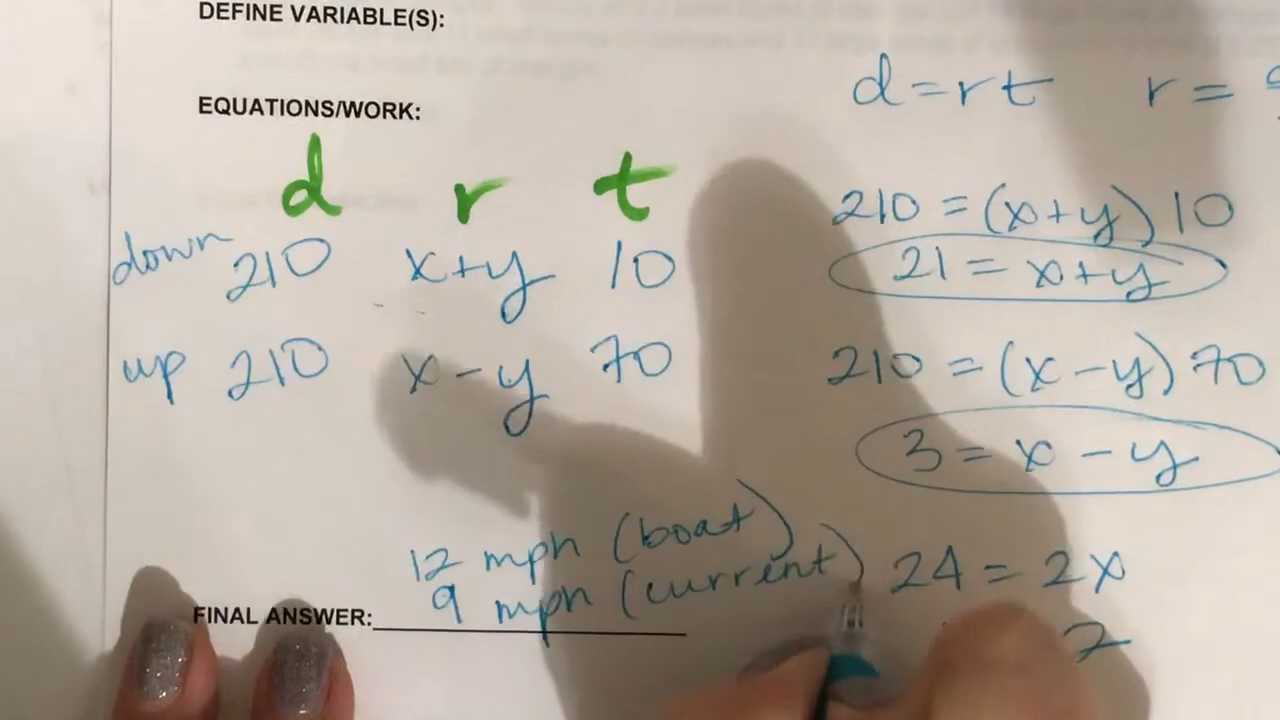 DEFINE VARIABLE(S):
EQUATIONS/WORK:
d r t
down 210 x+y 10
up 210 x-y 70
12 mph (boat)
9 mph (current)
FINAL ANSWER:
d=rt r=
210=(x+y)10
21=x+y
210=(x-y)70
3=x-y
24=2x
2